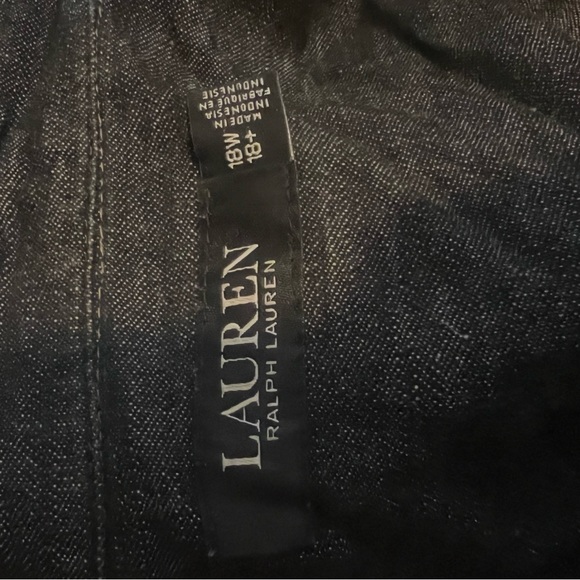 LAUREN
RALPH LAUREN
18W
18+
MADE IN
INDONESIA
FABRIQUÉ EN
INDONÉSIE